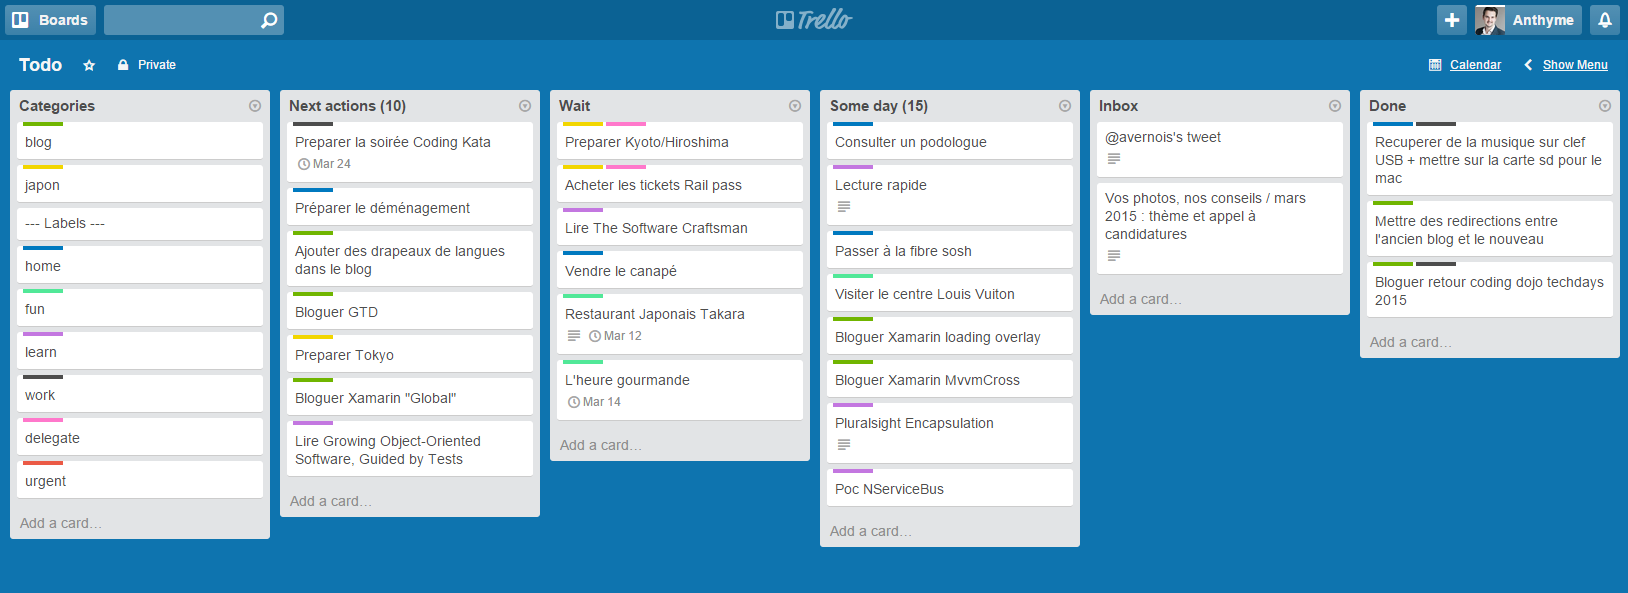 Boards
Trello
Anthyme
Todo
Private
Calendar
Show Menu
Categories
blog
japon
--- Labels ---
home
fun
learn
work
delegate
urgent
Add a card…
Next actions (10)
Preparer la soirée Coding Kata
Mar 24
Préparer le déménagement
Ajouter des drapeaux de langues
dans le blog
Bloguer GTD
Preparer Tokyo
Bloguer Xamarin "Global"
Lire Growing Object-Oriented
Software, Guided by Tests
Add a card…
Wait
Preparer Kyoto/Hiroshima
Acheter les tickets Rail pass
Lire The Software Craftsman
Vendre le canapé
Restaurant Japonais Takara
Mar 12
L'heure gourmande
Mar 14
Add a card…
Some day (15)
Consulter un podologue
Lecture rapide
Passer à la fibre sosh
Visiter le centre Louis Vuiton
Bloguer Xamarin loading overlay
Bloguer Xamarin MvvmCross
Pluralsight Encapsulation
Poc NServiceBus
Add a card…
Inbox
@avernois's tweet
Vos photos, nos conseils / mars
2015 : thème et appel à
candidatures
Add a card…
Done
Recuperer de la musique sur clef
USB + mettre sur la carte sd pour le
mac
Mettre des redirections entre
l'ancien blog et le nouveau
Bloguer retour coding dojo techdays
2015
Add a card…